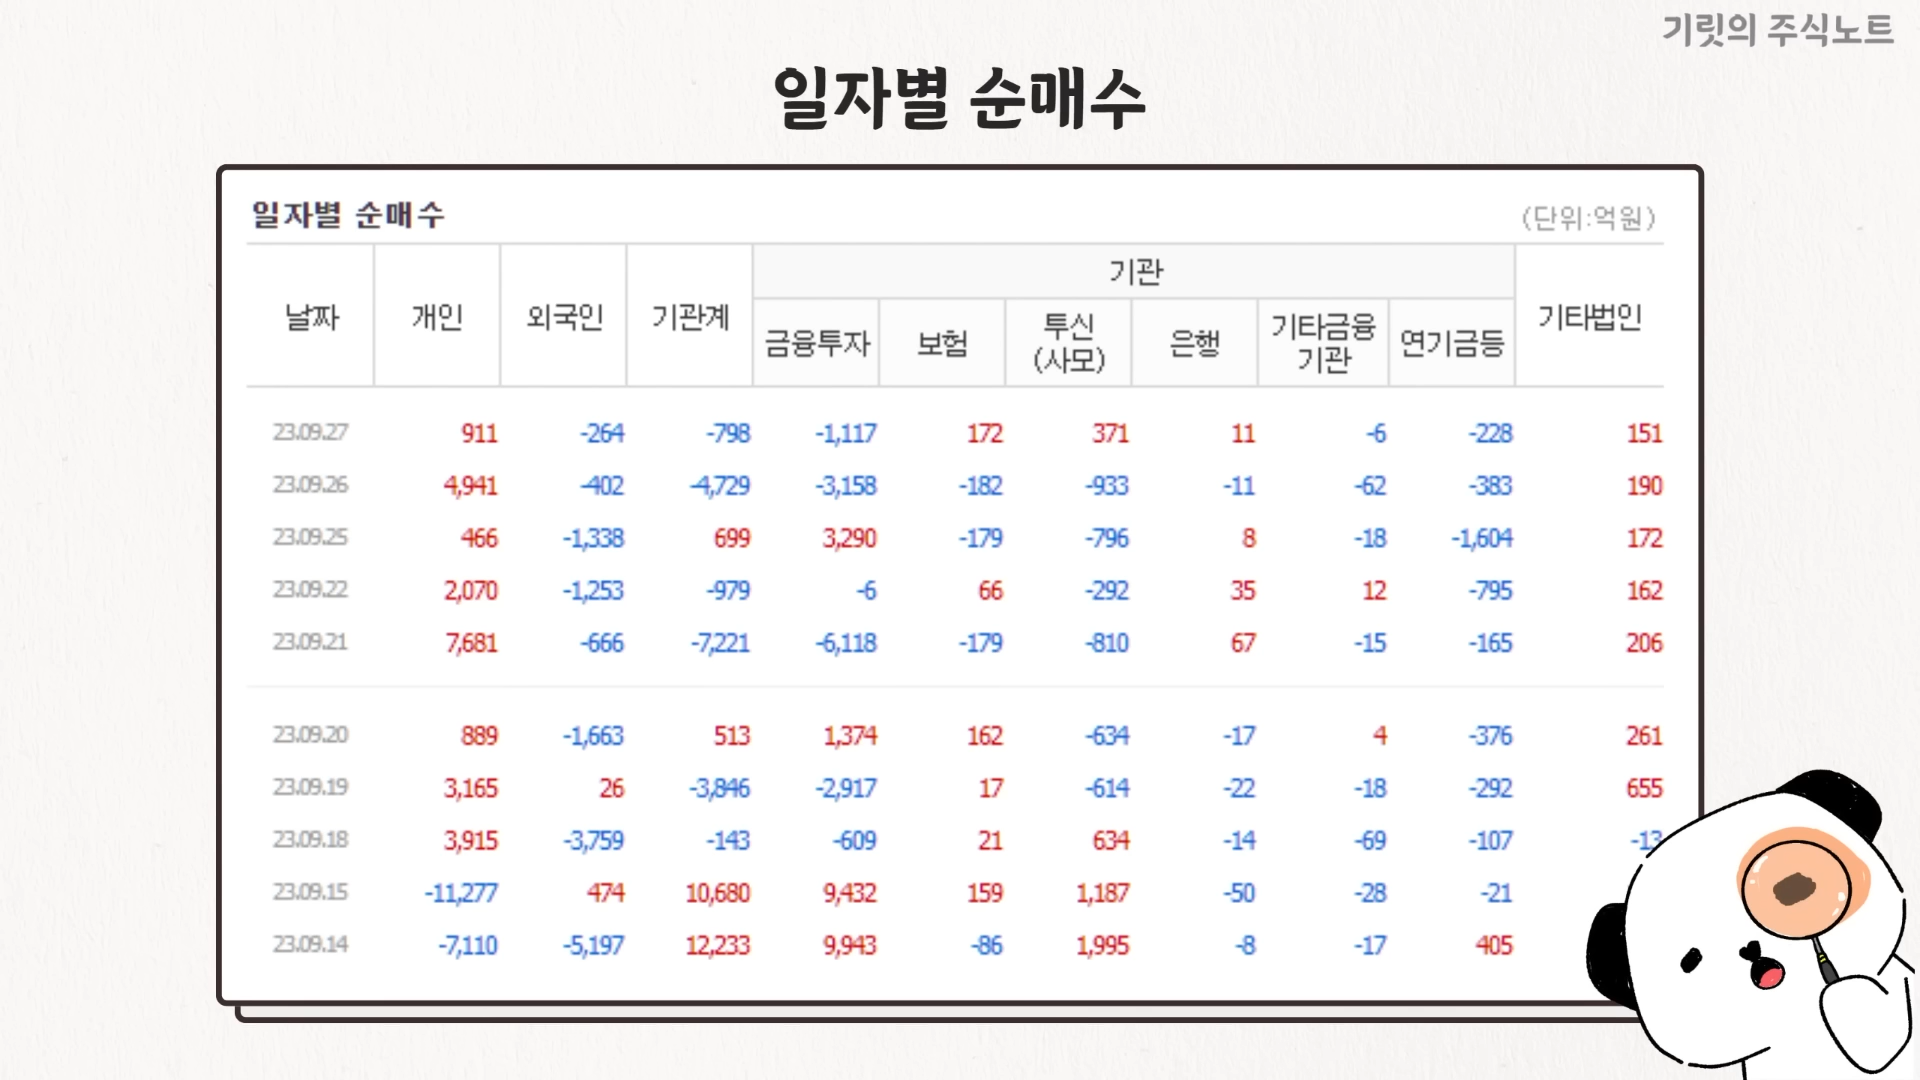 기릿의 주식노트
일자별 순매수
일자별 순매수 (단위:억원)
날짜 개인 외국인 기관계 기관 기타법인
금융투자 보험 투신(사모) 은행 기타금융기관 연기금등
23.09.27 911 -264 -798 -1,117 172 371 11 -6 -228 151
23.09.26 4,941 -402 -4,729 -3,158 -182 -933 -11 -62 -383 190
23.09.25 466 -1,338 699 3,290 -179 -796 8 -18 -1,604 172
23.09.22 2,070 -1,253 -979 -6 66 -292 35 12 -795 162
23.09.21 7,681 -666 -7,221 -6,118 -179 -810 67 -15 -165 206
23.09.20 889 -1,663 513 1,374 162 -634 -17 4 -376 261
23.09.19 3,165 26 -3,846 -2,917 17 -614 -22 -18 -292 655
23.09.18 3,915 -3,759 -143 -609 21 634 -14 -69 -107 -13
23.09.15 -11,277 474 10,680 9,432 159 1,187 -50 -28 -21
23.09.14 -7,110 -5,197 12,233 9,943 -86 1,995 -8 -17 405